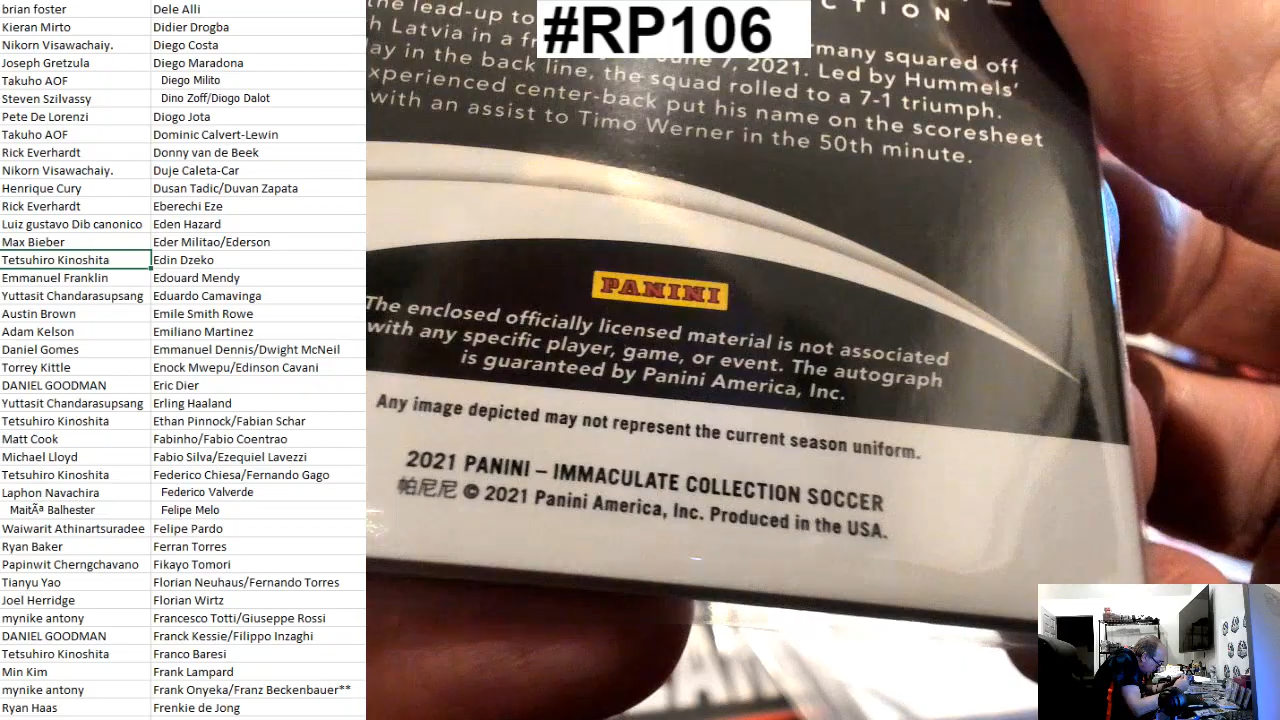 brian foster Dele Alli
Kieran Mirto Didier Drogba
Nikorn Visawachaiy. Diego Costa
Joseph Gretzula Diego Maradona
Takuho AOF Diego Milito
Steven Szilvassy Dino Zoff/Diogo Dalot
Pete De Lorenzi Diogo Jota
Takuho AOF Dominic Calvert-Lewin
Rick Everhardt Donny van de Beek
Nikorn Visawachaiy. Duje Caleta-Car
Henrique Cury Dusan Tadic/Duvan Zapata
Rick Everhardt Eberechi Eze
Luiz gustavo Dib canonico Eden Hazard
Max Bieber Eder Militao/Ederson
Tetsuhiro Kinoshita Edin Dzeko
Emmanuel Franklin Edouard Mendy
Yuttasit Chandarasupsang Eduardo Camavinga
Austin Brown Emile Smith Rowe
Adam Kelson Emiliano Martinez
Daniel Gomes Emmanuel Dennis/Dwight McNeil
Torrey Kittle Enock Mwepu/Edinson Cavani
DANIEL GOODMAN Eric Dier
Yuttasit Chandarasupsang Erling Haaland
Tetsuhiro Kinoshita Ethan Pinnock/Fabian Schar
Matt Cook Fabinho/Fabio Coentrao
Michael Lloyd Fabio Silva/Ezequiel Lavezzi
Tetsuhiro Kinoshita Federico Chiesa/Fernando Gago
Laphon Navachira Federico Valverde
MaitÃª Balhester Felipe Melo
Waiwarit Athinartsuradee Felipe Pardo
Ryan Baker Ferran Torres
Papinwit Cherngchavano Fikayo Tomori
Tianyu Yao Florian Neuhaus/Fernando Torres
Joel Herridge Florian Wirtz
mynike antony Francesco Totti/Giuseppe Rossi
DANIEL GOODMAN Franck Kessie/Filippo Inzaghi
Tetsuhiro Kinoshita Franco Baresi
Min Kim Frank Lampard
mynike antony Frank Onyeka/Franz Beckenbauer**
Ryan Haas Frenkie de Jong
#RP106
CTION
the lead-up to many squared off
h Latvia in a fr June 7, 2021. Led by Hummels'
ay in the back line, the squad rolled to a 7-1 triumph.
xperienced center-back put his name on the scoresheet
with an assist to Timo Werner in the 50th minute.
PANINI
The enclosed officially licensed material is not associated
with any specific player, game, or event. The autograph
is guaranteed by Panini America, Inc.
Any image depicted may not represent the current season uniform.
2021 PANINI – IMMACULATE COLLECTION SOCCER
帕尼尼 © 2021 Panini America, Inc. Produced in the USA.